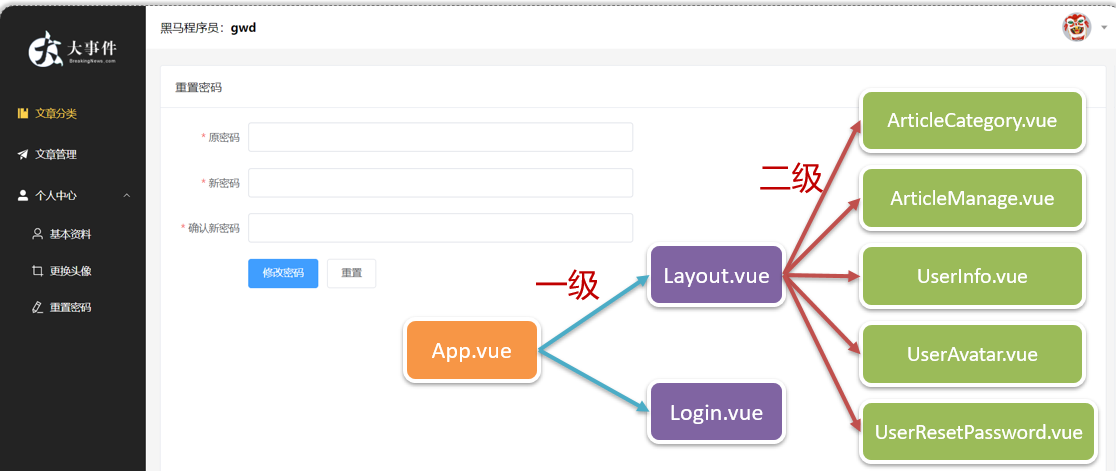 大事件
BreakingNews.com
文章分类
文章管理
个人中心
基本资料
更换头像
重置密码
黑马程序员：gwd
重置密码
* 原密码
* 新密码
* 确认新密码
修改密码
重置
一级
二级
App.vue
Layout.vue
Login.vue
ArticleCategory.vue
ArticleManage.vue
UserInfo.vue
UserAvatar.vue
UserResetPassword.vue